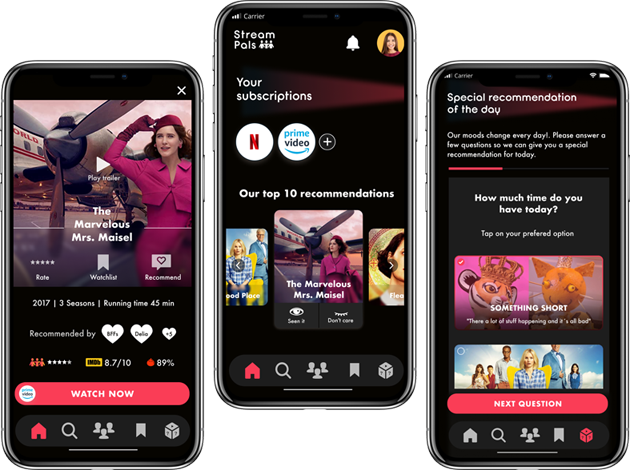 The
Marvelous
Mrs. Maisel
Play trailer
Rate
Watchlist
Recommend
2017 | 3 Seasons | Running time 45 min
Recommended by
BFFs
Delia
+5
IMDb
8.7/10
89%
prime video
WATCH NOW
Carrier
Stream
Pals
Your
subscriptions
N
prime
video
Our top 10 recommendations
ood Place
The Marvelous
Mrs. Maisel
Flea
Seen it
Don't care
Carrier
Special recommendation
of the day
Our moods change every day!. Please answer a
few questions so we can give you a special
recommendation for today.
How much time do you
have today?
Tap on your prefered option
SOMETHING SHORT
"There a lot of stuff happening and it's all bad"
NEXT QUESTION